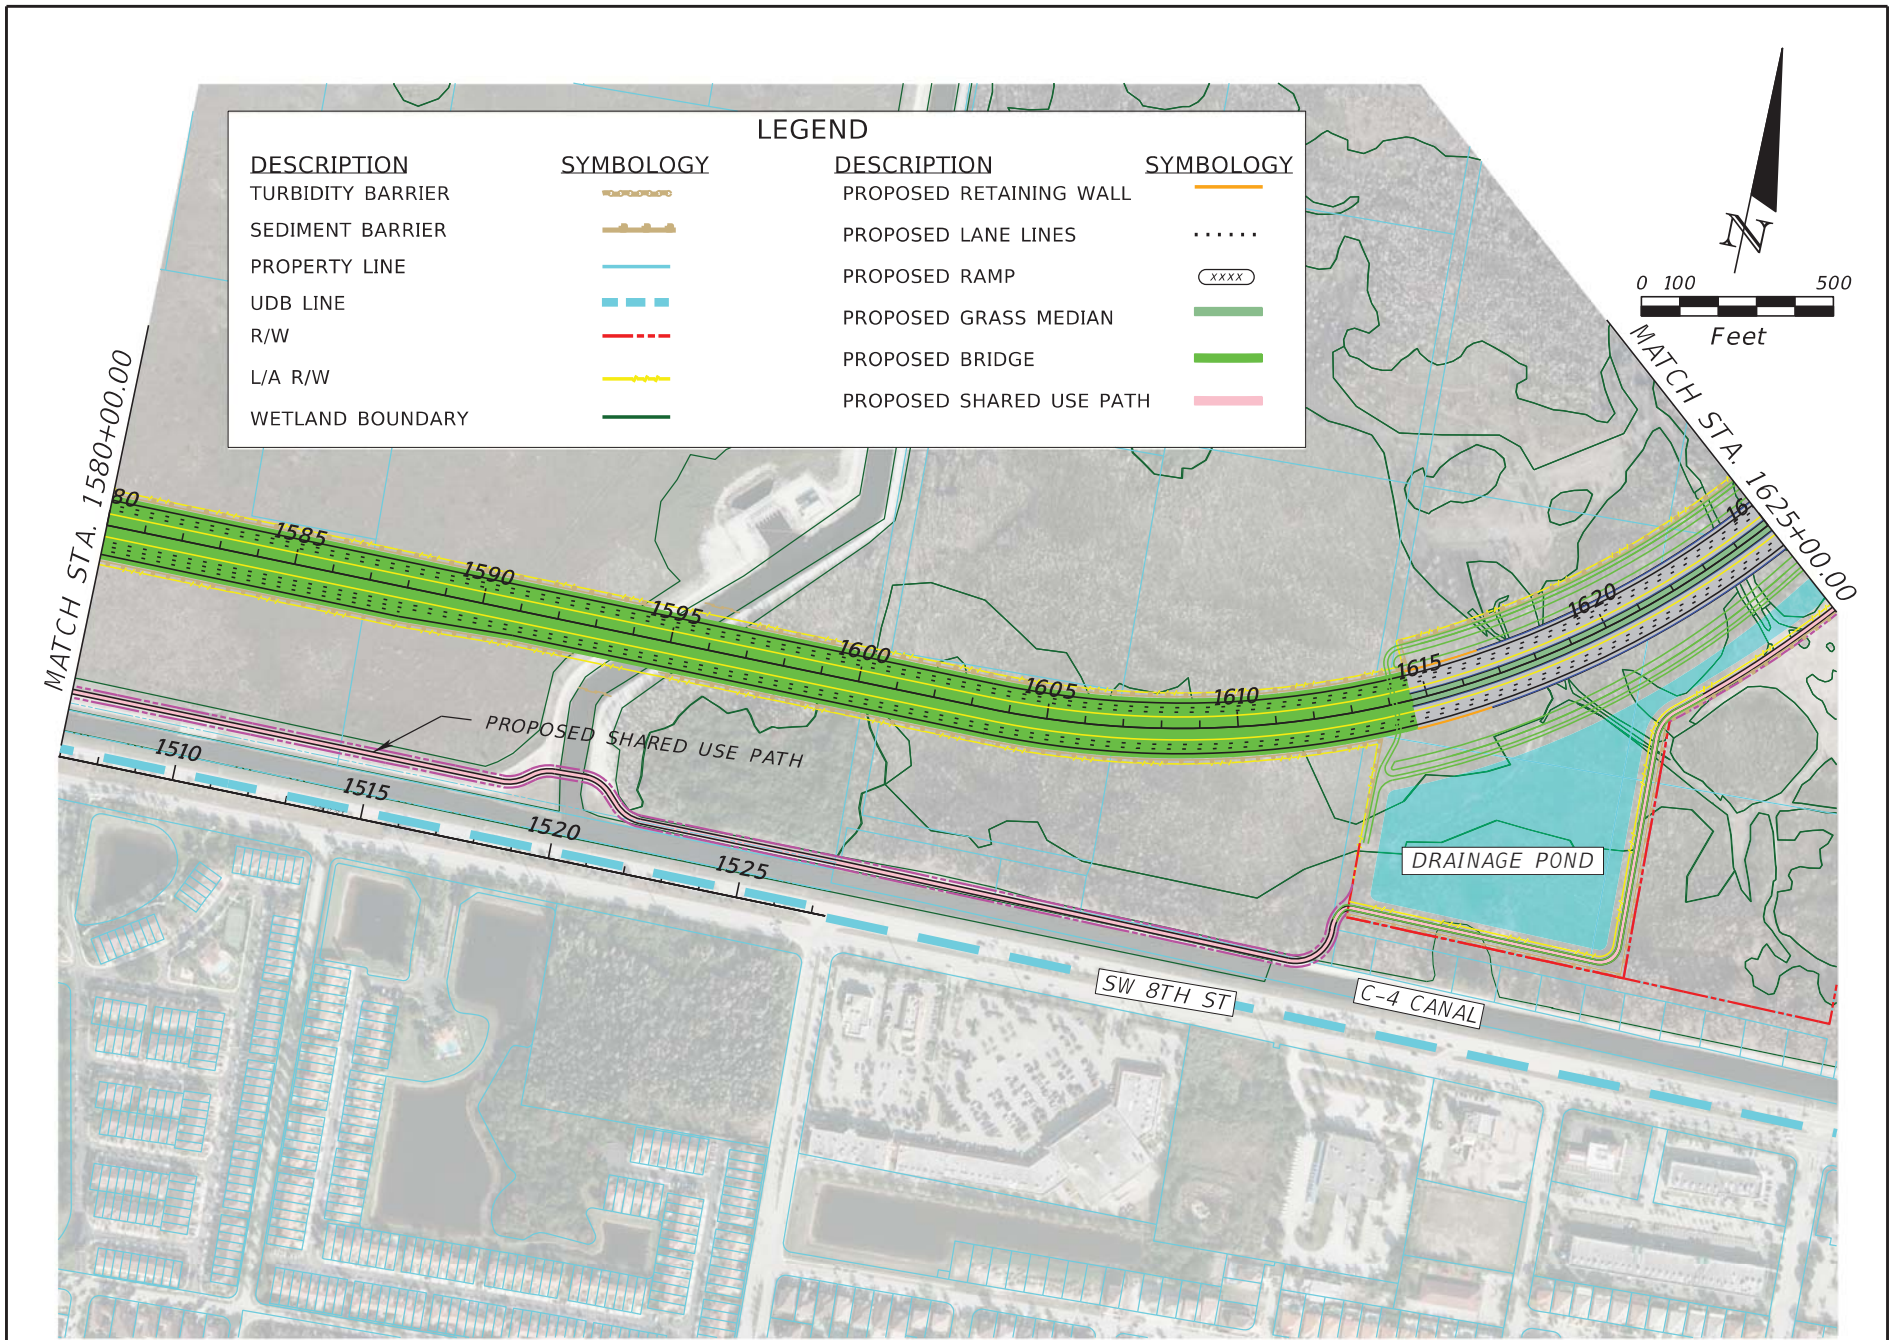 LEGEND
DESCRIPTION SYMBOLOGY DESCRIPTION SYMBOLOGY
TURBIDITY BARRIER
SEDIMENT BARRIER
PROPERTY LINE
UDB LINE
R/W
L/A R/W
WETLAND BOUNDARY
PROPOSED RETAINING WALL
PROPOSED LANE LINES
PROPOSED RAMP
XXXX
PROPOSED GRASS MEDIAN
PROPOSED BRIDGE
PROPOSED SHARED USE PATH
N
0 100 500
Feet
MATCH STA. 1580+00.00
MATCH STA. 1625+00.00
80
1585
1590
1595
1600
1605
1610
1615
1620
16
PROPOSED SHARED USE PATH
1510
1515
1520
1525
DRAINAGE POND
SW 8TH ST
C-4 CANAL